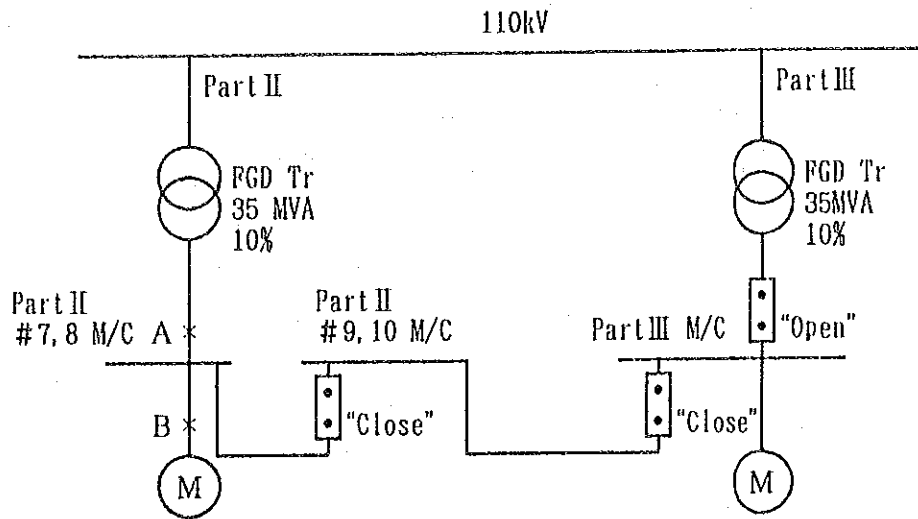 110kV
Part II
Part III
FGD Tr
35 MVA
10%
FGD Tr
35MVA
10%
Part II
#7,8 M/C
A
Part II
#9,10 M/C
Part III M/C
"Open"
B
"Close"
"Close"
M
M